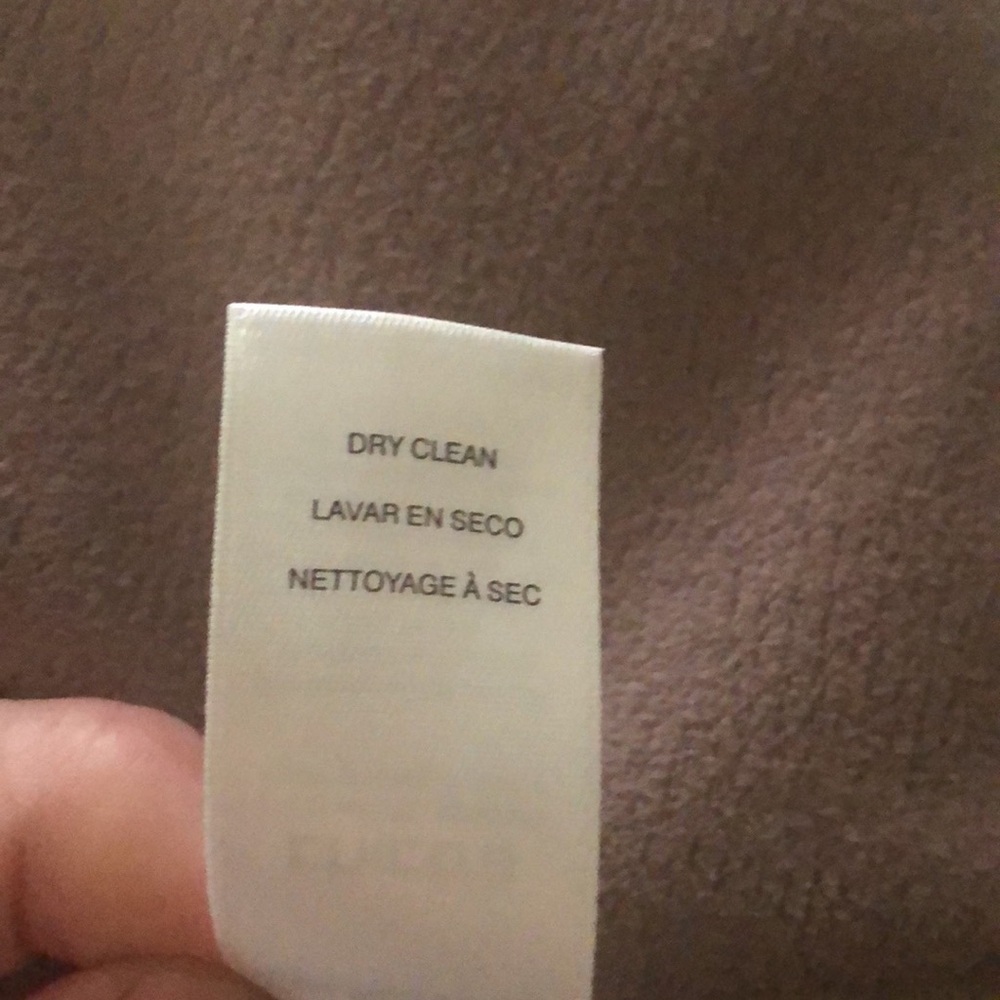 DRY CLEAN
LAVAR EN SECO
NETTOYAGE À SEC